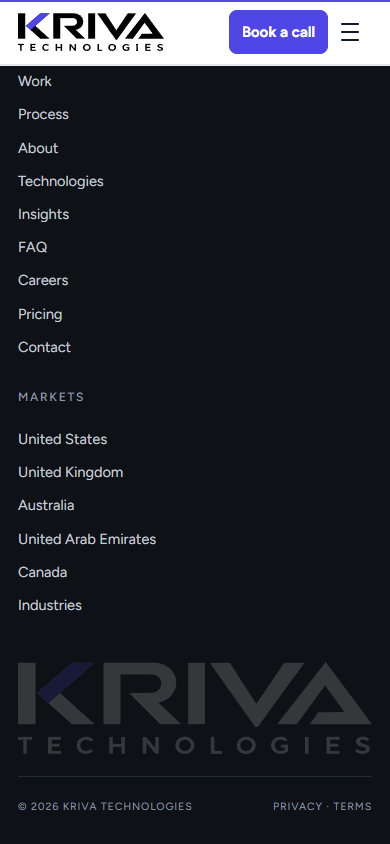 KRIVA
TECHNOLOGIES
Book a call
Work
Process
About
Technologies
Insights
FAQ
Careers
Pricing
Contact
MARKETS
United States
United Kingdom
Australia
United Arab Emirates
Canada
Industries
KRIVA
TECHNOLOGIES
© 2026 KRIVA TECHNOLOGIES
PRIVACY · TERMS